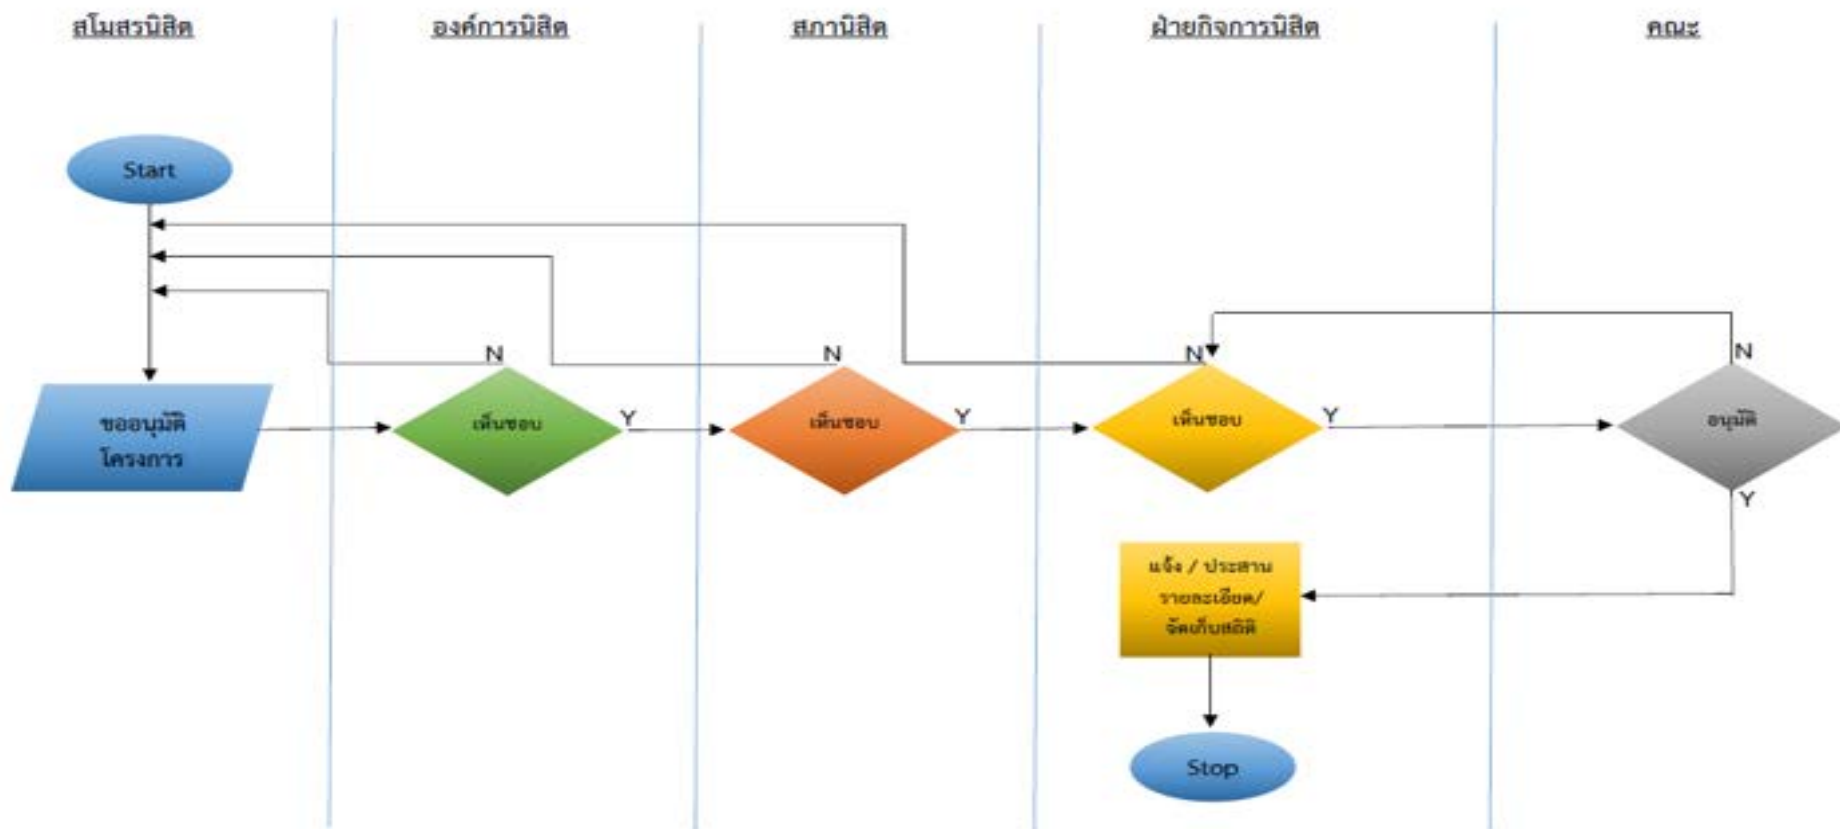 สโมสรนิสิต
องค์การนิสิต
สภานิสิต
ฝ่ายกิจการนิสิต
คณะ
Start
N
N
N
N
ขออนุมัติ
โครงการ
เห็นชอบ
Y
เห็นชอบ
Y
เห็นชอบ
Y
อนุมัติ
Y
แจ้ง / ประสาน
รายละเอียด/
จัดเก็บสถิติ
Stop